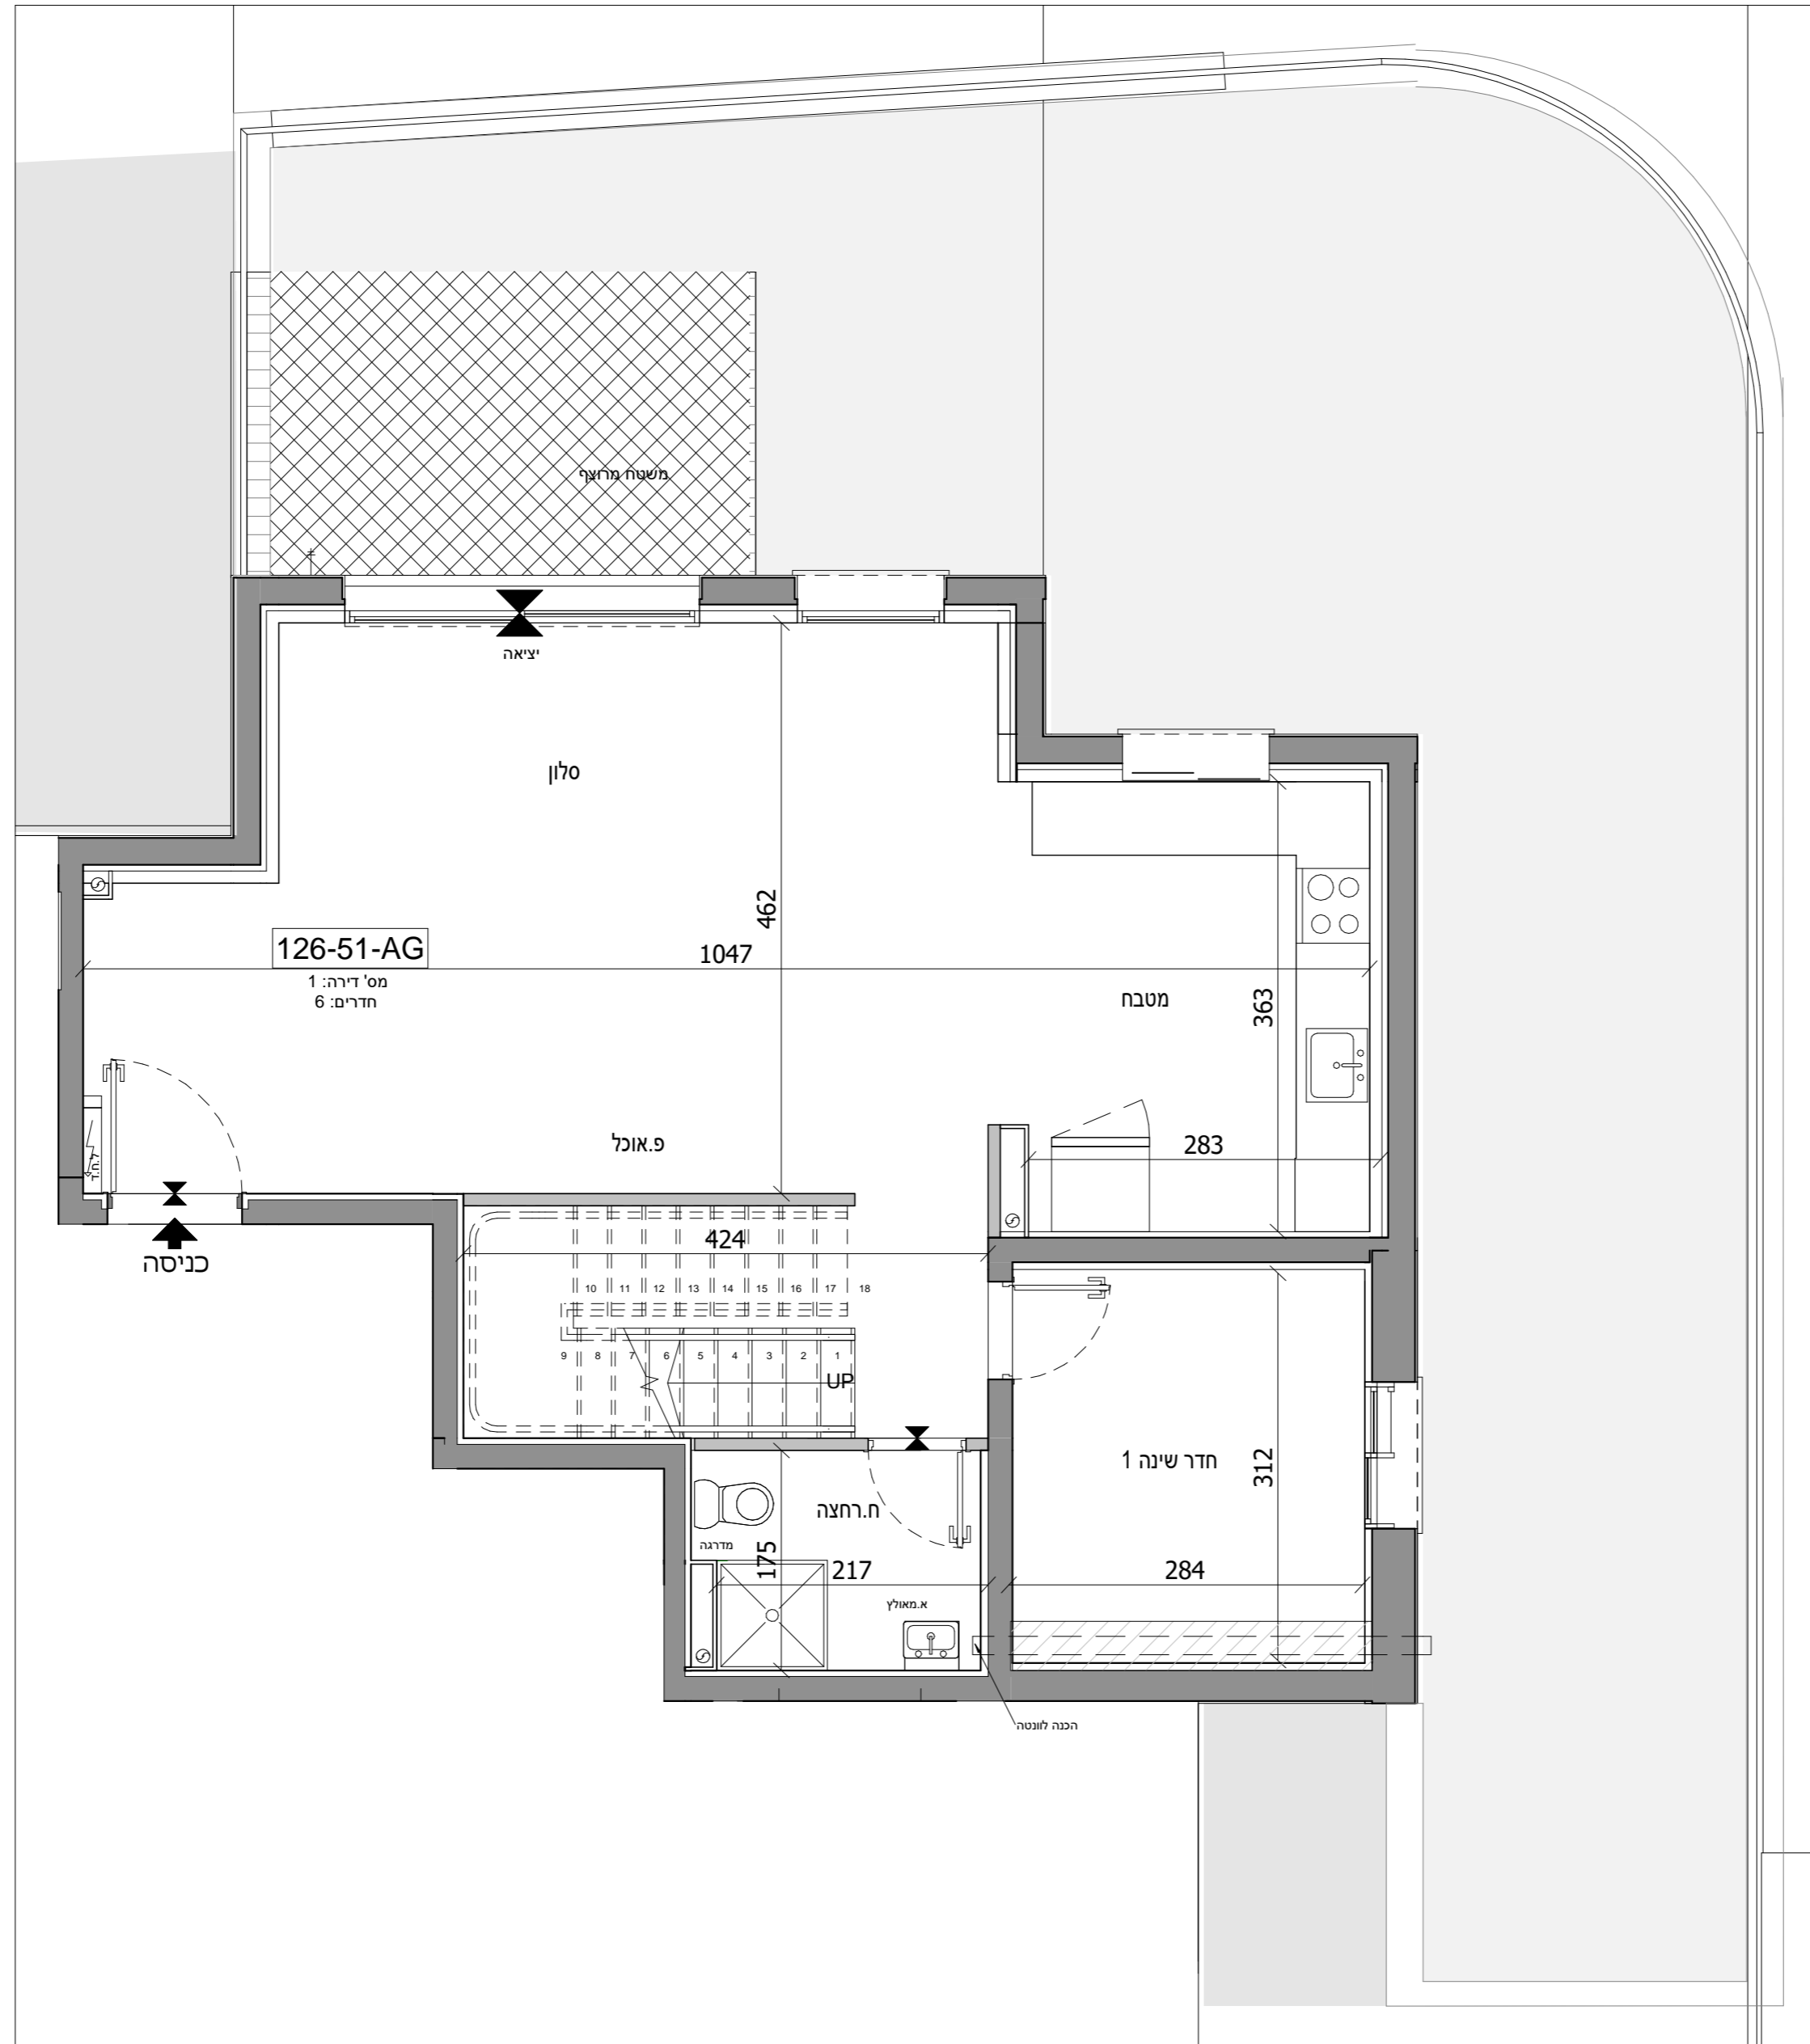 משטח מרוצף
יציאה
סלון
462
126-51-AG
1047
מס' דירה: 1
חדרים: 6
מטבח
363
ל.ח.ד
פ.אוכל
283
כניסה
424
10 11 12 13 14 15 16 17 18
9 8 7 6 5 4 3 2 1
UP
חדר שינה 1
312
ח.רחצה
מדרגה
175
217
284
א.מאולץ
הכנה לוונטה